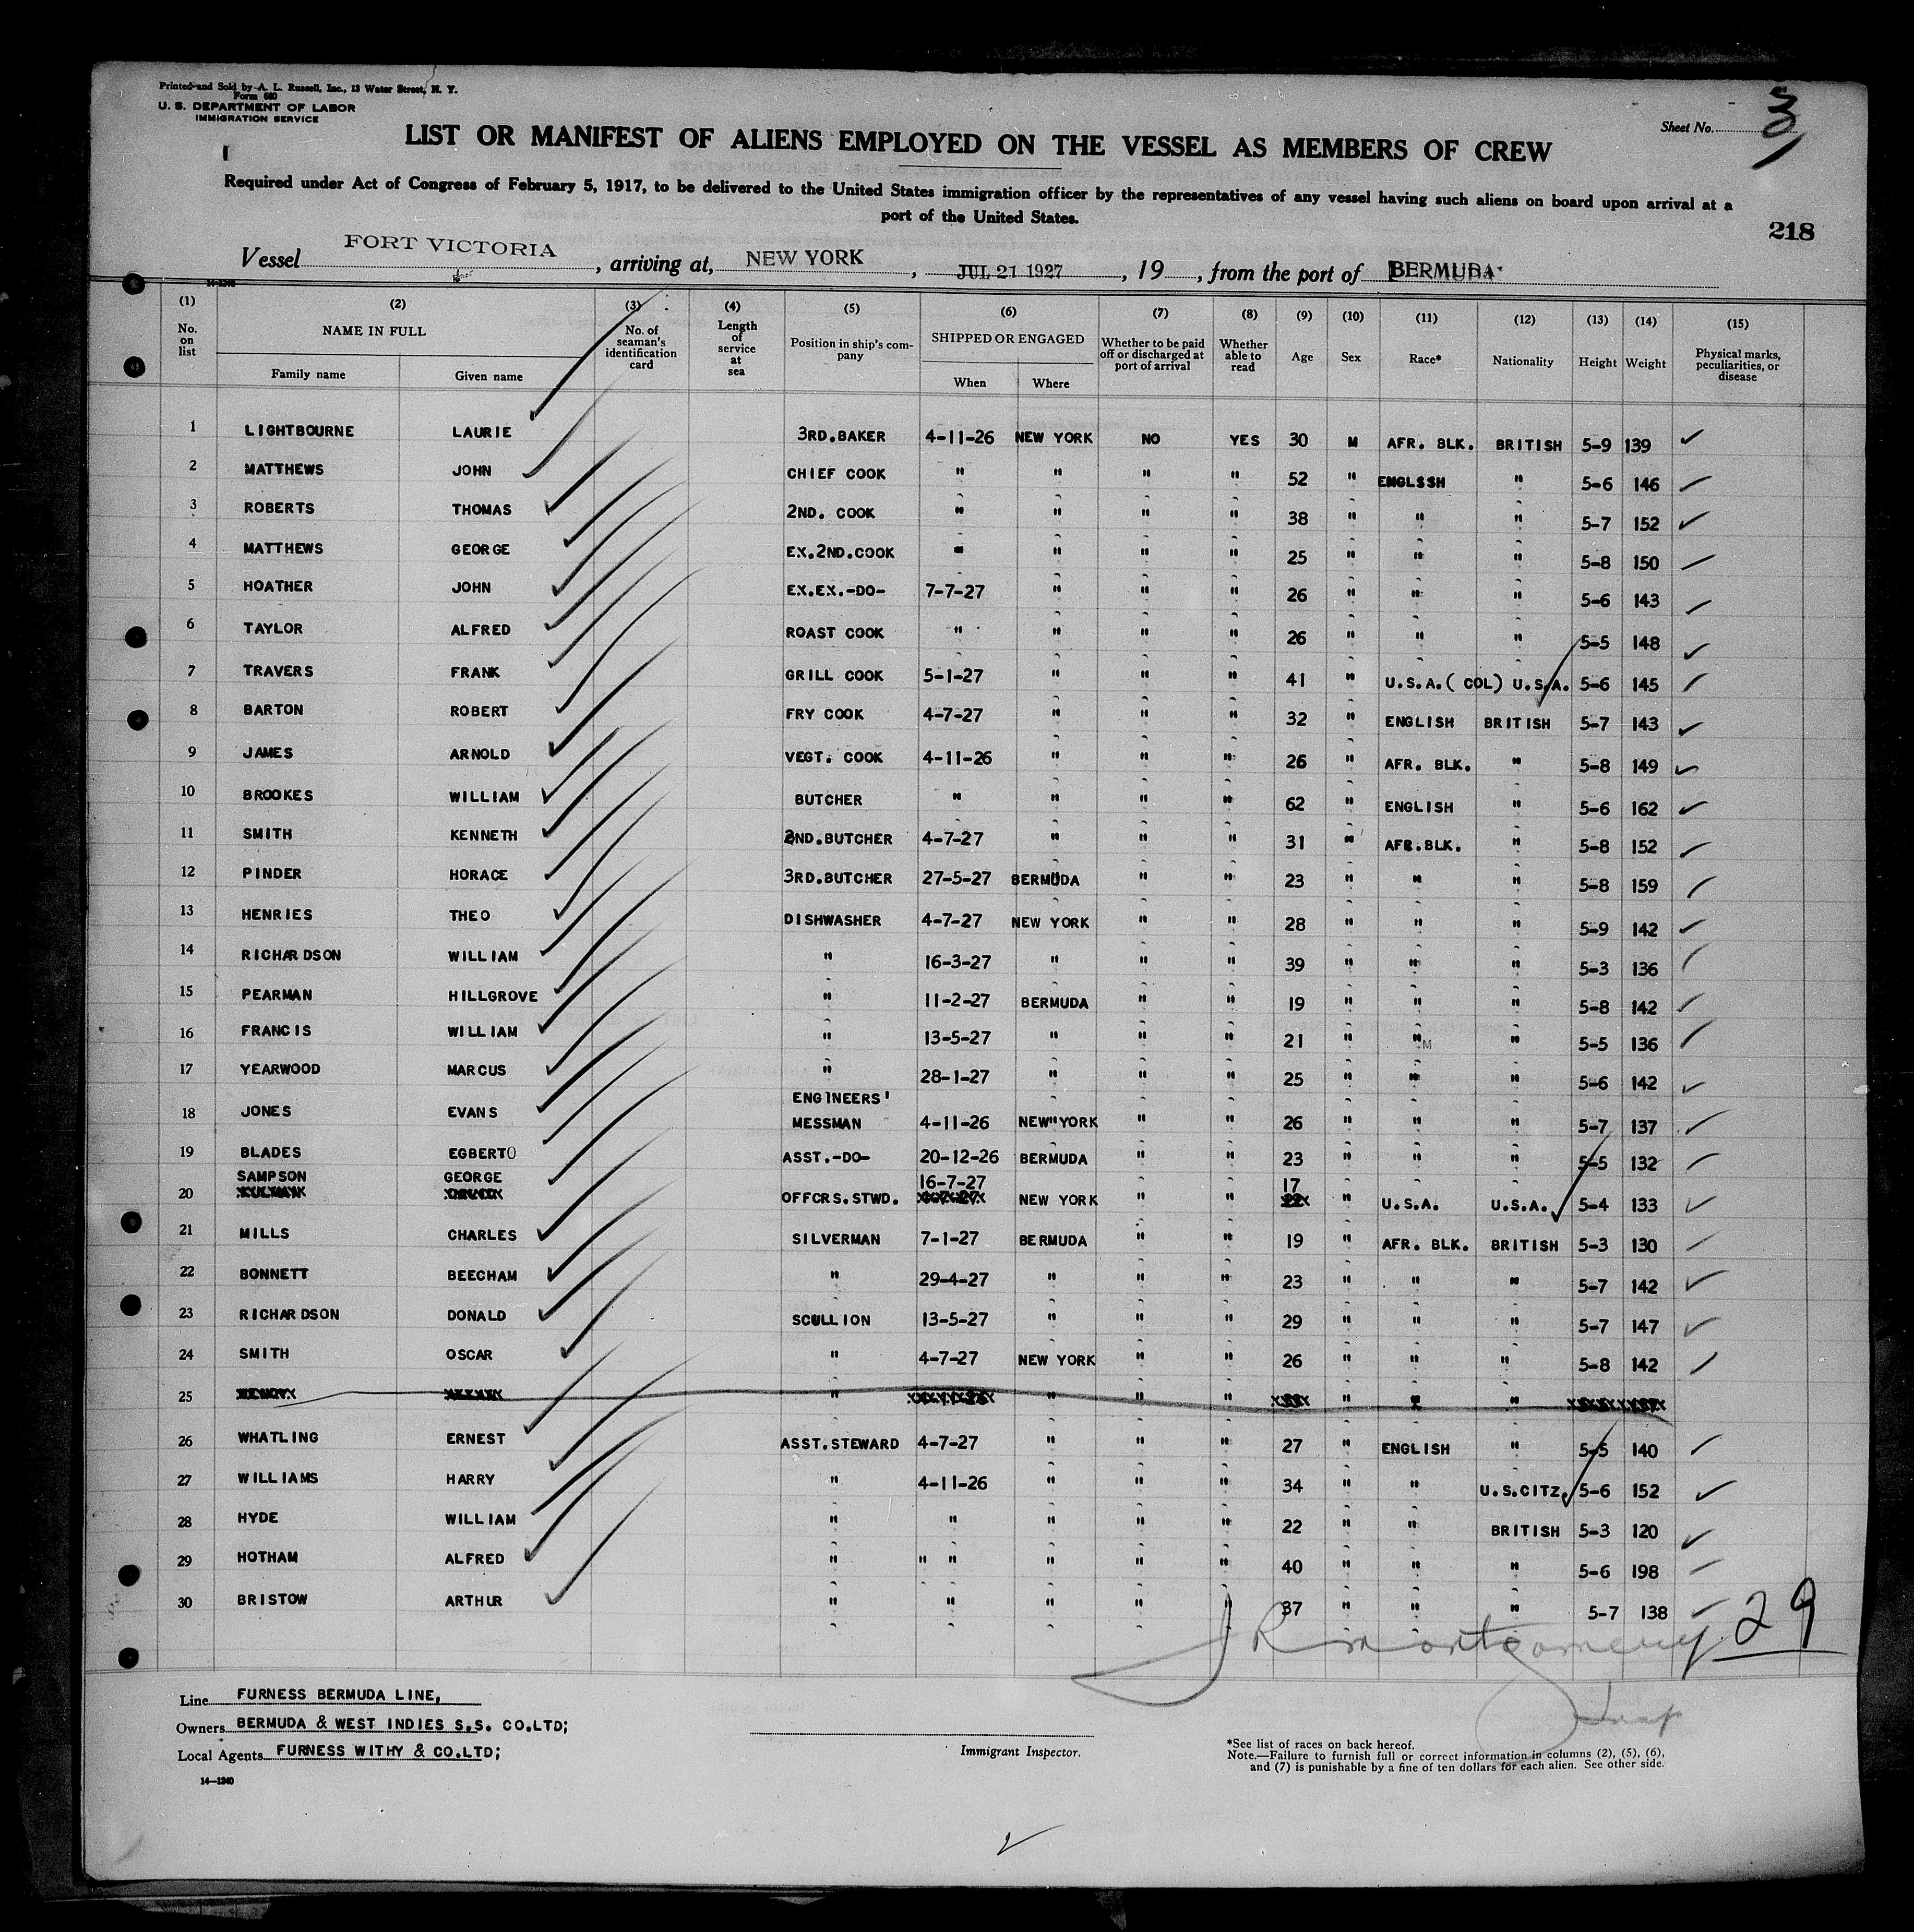 Printed and Sold by A. L. Russell, Inc., 13 Water Street, N. Y.
Form 680
U. S. DEPARTMENT OF LABOR
IMMIGRATION SERVICE
Sheet No. 3
LIST OR MANIFEST OF ALIENS EMPLOYED ON THE VESSEL AS MEMBERS OF CREW
Required under Act of Congress of February 5, 1917, to be delivered to the United States immigration officer by the representatives of any vessel having such aliens on board upon arrival at a
port of the United States.
218
Vessel FORT VICTORIA, arriving at, NEW YORK, JUL 21 1927, 19, from the port of BERMUDA
14-1240
(1) (2) (3) (4) (5) (6) (7) (8) (9) (10) (11) (12) (13) (14) (15)
No. on list NAME IN FULL Family name Given name No. of seaman's identification card Length of service at sea Position in ship's company SHIPPED OR ENGAGED When Where Whether to be paid off or discharged at port of arrival Whether able to read Age Sex Race* Nationality Height Weight Physical marks, peculiarities, or disease
1 LIGHTBOURNE LAURIE 3RD.BAKER 4-11-26 NEW YORK NO YES 30 M AFR. BLK. BRITISH 5-9 139
2 MATTHEWS JOHN CHIEF COOK " " " " 52 " ENGLSSH " 5-6 146
3 ROBERTS THOMAS 2ND. COOK " " " " 38 " " " 5-7 152
4 MATTHEWS GEORGE EX.2ND.COOK " " " " 25 " " " 5-8 150
5 HOATHER JOHN EX.EX.-DO- 7-7-27 " " " 26 " " " 5-6 143
6 TAYLOR ALFRED ROAST COOK " " " " 26 " " " 5-5 148
7 TRAVERS FRANK GRILL COOK 5-1-27 " " " 41 " U.S.A.( COL) U.S.A. 5-6 145
8 BARTON ROBERT FRY COOK 4-7-27 " " " 32 " ENGLISH BRITISH 5-7 143
9 JAMES ARNOLD VEGT. COOK 4-11-26 " " " 26 " AFR. BLK. " 5-8 149
10 BROOKES WILLIAM BUTCHER " " " " 62 " ENGLISH " 5-6 162
11 SMITH KENNETH 2ND.BUTCHER 4-7-27 " " " 31 " AFR.BLK. " 5-8 152
12 PINDER HORACE 3RD.BUTCHER 27-5-27 BERMUDA " " 23 " " " 5-8 159
13 HENRIES THEO DISHWASHER 4-7-27 NEW YORK " " 28 " " " 5-9 142
14 RICHARDSON WILLIAM " 16-3-27 " " " 39 " " " 5-3 136
15 PEARMAN HILLGROVE " 11-2-27 BERMUDA " " 19 " " " 5-8 142
16 FRANCIS WILLIAM " 13-5-27 " " " 21 " " M " 5-5 136
17 YEARWOOD MARCUS " 28-1-27 " " " 25 " " " 5-6 142
18 JONES EVANS ENGINEERS' MESSMAN 4-11-26 NEW YORK " " 26 " " " 5-7 137
19 BLADES EGBERTO ASST.-DO- 20-12-26 BERMUDA " " 23 " " " 5-5 132
20 SAMPSON GEORGE OFFCRS.STWD. 16-7-27 NEW YORK " " 17 " U.S.A. U.S.A. 5-4 133
21 MILLS CHARLES SILVERMAN 7-1-27 BERMUDA " " 19 " AFR. BLK. BRITISH 5-3 130
22 BONNETT BEECHAM " 29-4-27 " " " 23 " " " 5-7 142
23 RICHARDSON DONALD SCULLION 13-5-27 " " " 29 " " " 5-7 147
24 SMITH OSCAR " 4-7-27 NEW YORK " " 26 " " " 5-8 142
25 " " " " " " "
26 WHATLING ERNEST ASST.STEWARD 4-7-27 " " " 27 " ENGLISH " 5-5 140
27 WILLIAMS HARRY " 4-11-26 " " " 34 " " U.S.CITZ. 5-6 152
28 HYDE WILLIAM " " " " " 22 " " BRITISH 5-3 120
29 HOTHAM ALFRED " " " " " " 40 " " " 5-6 198
30 BRISTOW ARTHUR " " " " " 37 " " " 5-7 138
J R Montgomery 29
Insp
Line FURNESS BERMUDA LINE,
Owners BERMUDA & WEST INDIES S.S. CO.LTD;
Local Agents FURNESS WITHY & CO.LTD;
14-1240
Immigrant Inspector.
*See list of races on back hereof.
Note.—Failure to furnish full or correct information in columns (2), (5), (6),
and (7) is punishable by a fine of ten dollars for each alien. See other side.